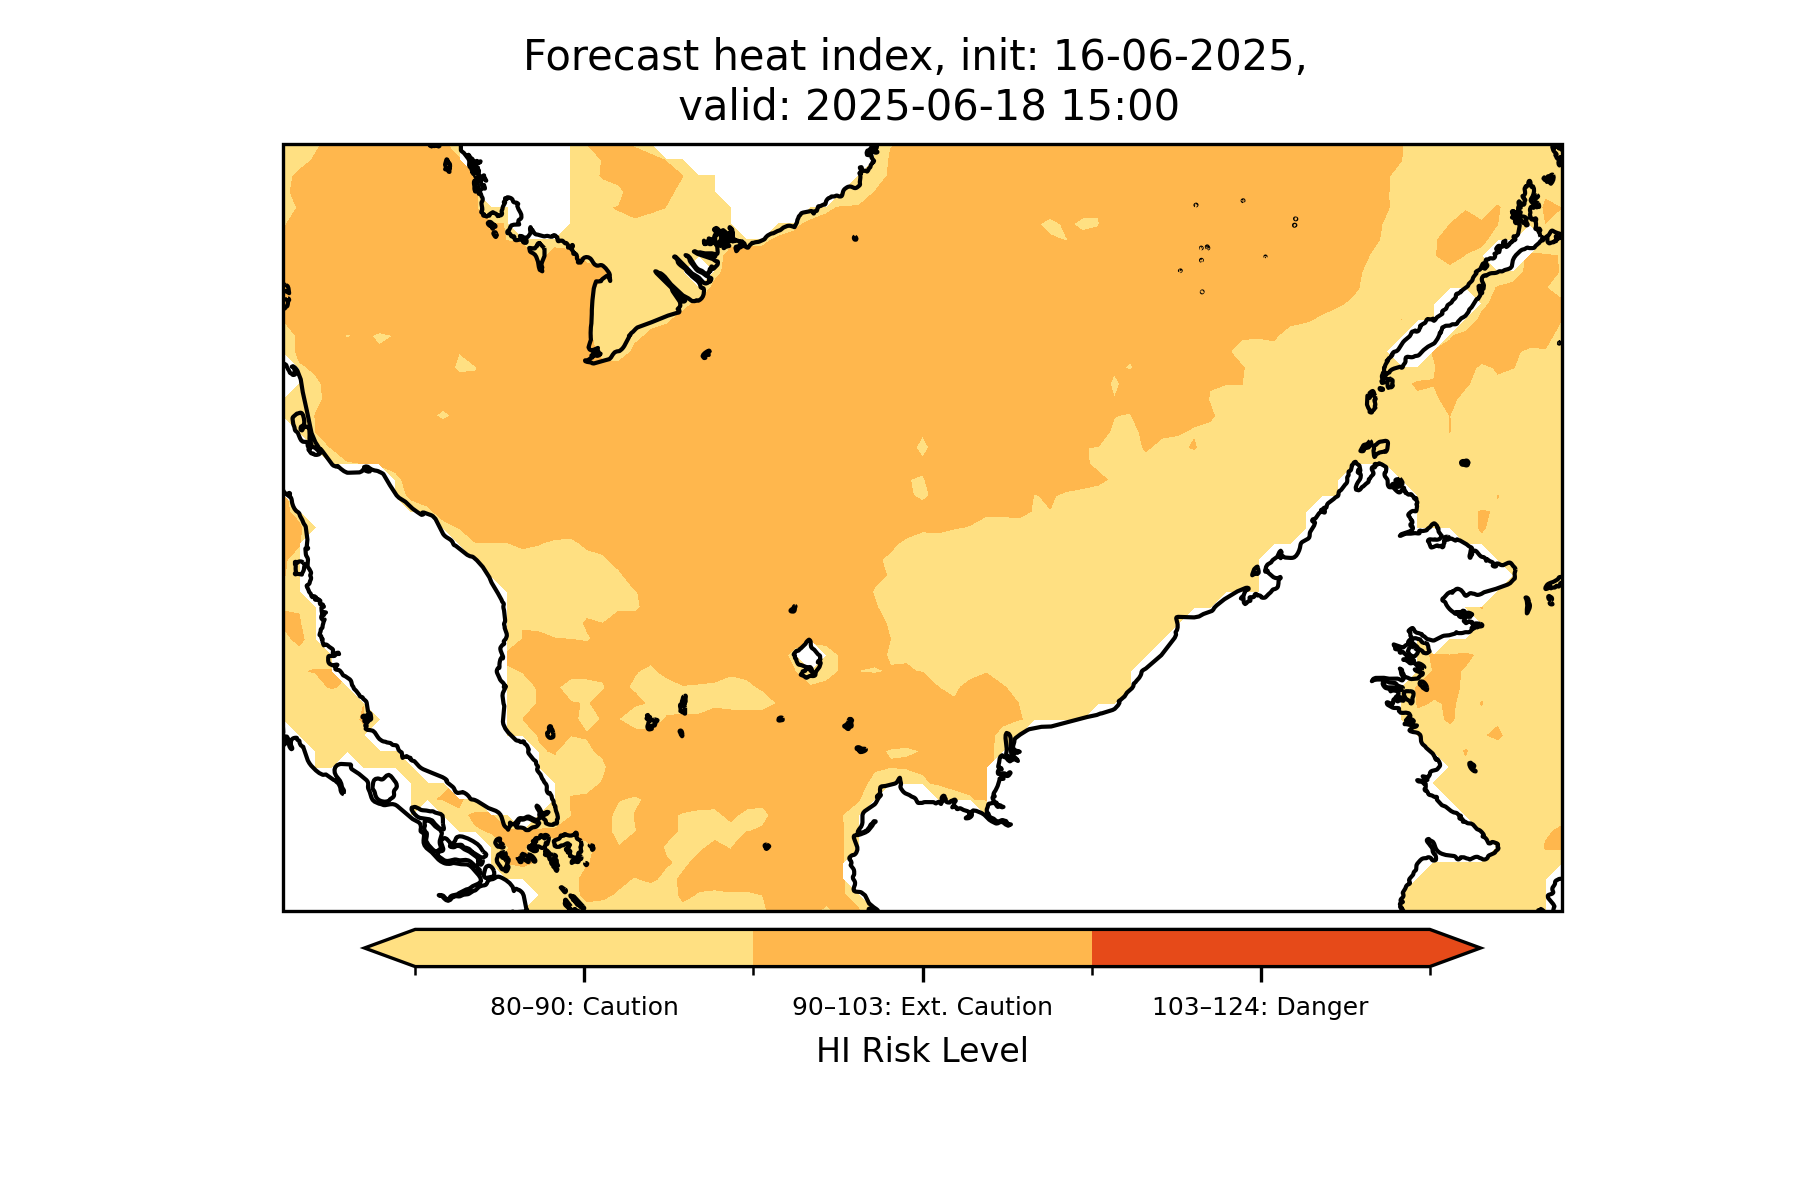 Forecast heat index, init: 16-06-2025,
valid: 2025-06-18 15:00
80–90: Caution
90–103: Ext. Caution
103–124: Danger
HI Risk Level